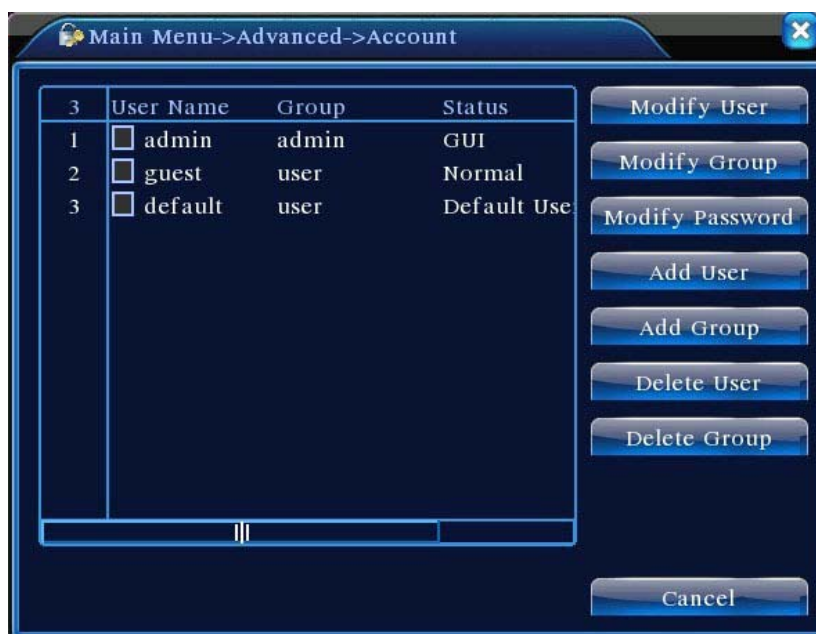 Main Menu->Advanced->Account
3 User Name Group Status
1 admin admin GUI
2 guest user Normal
3 default user Default Use
Modify User
Modify Group
Modify Password
Add User
Add Group
Delete User
Delete Group
Cancel